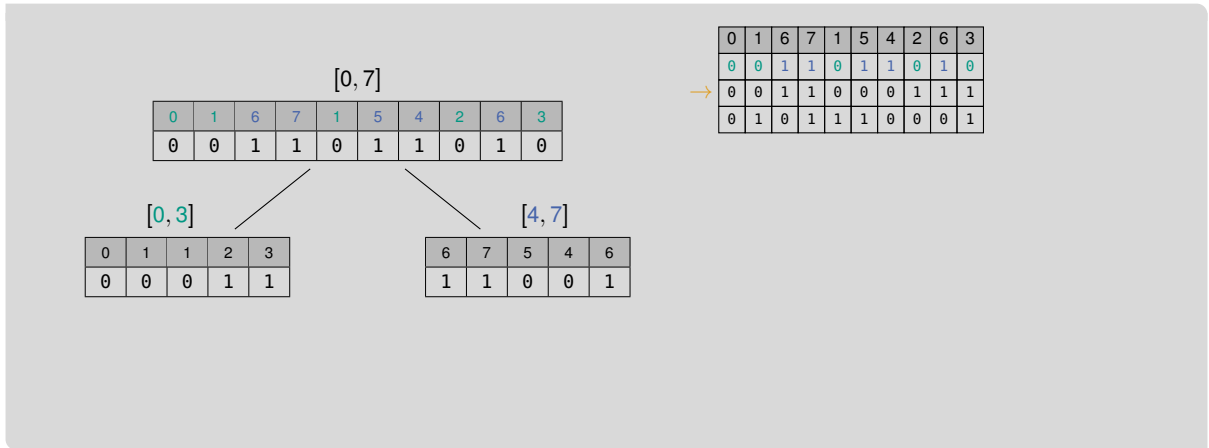 [0, 7]
0 1 6 7 1 5 4 2 6 3
0 0 1 1 0 1 1 0 1 0
[0, 3]
0 1 1 2 3
0 0 0 1 1
[4, 7]
6 7 5 4 6
1 1 0 0 1
0 1 6 7 1 5 4 2 6 3
0 0 1 1 0 1 1 0 1 0
→ 0 0 1 1 0 0 0 1 1 1
0 1 0 1 1 1 0 0 0 1